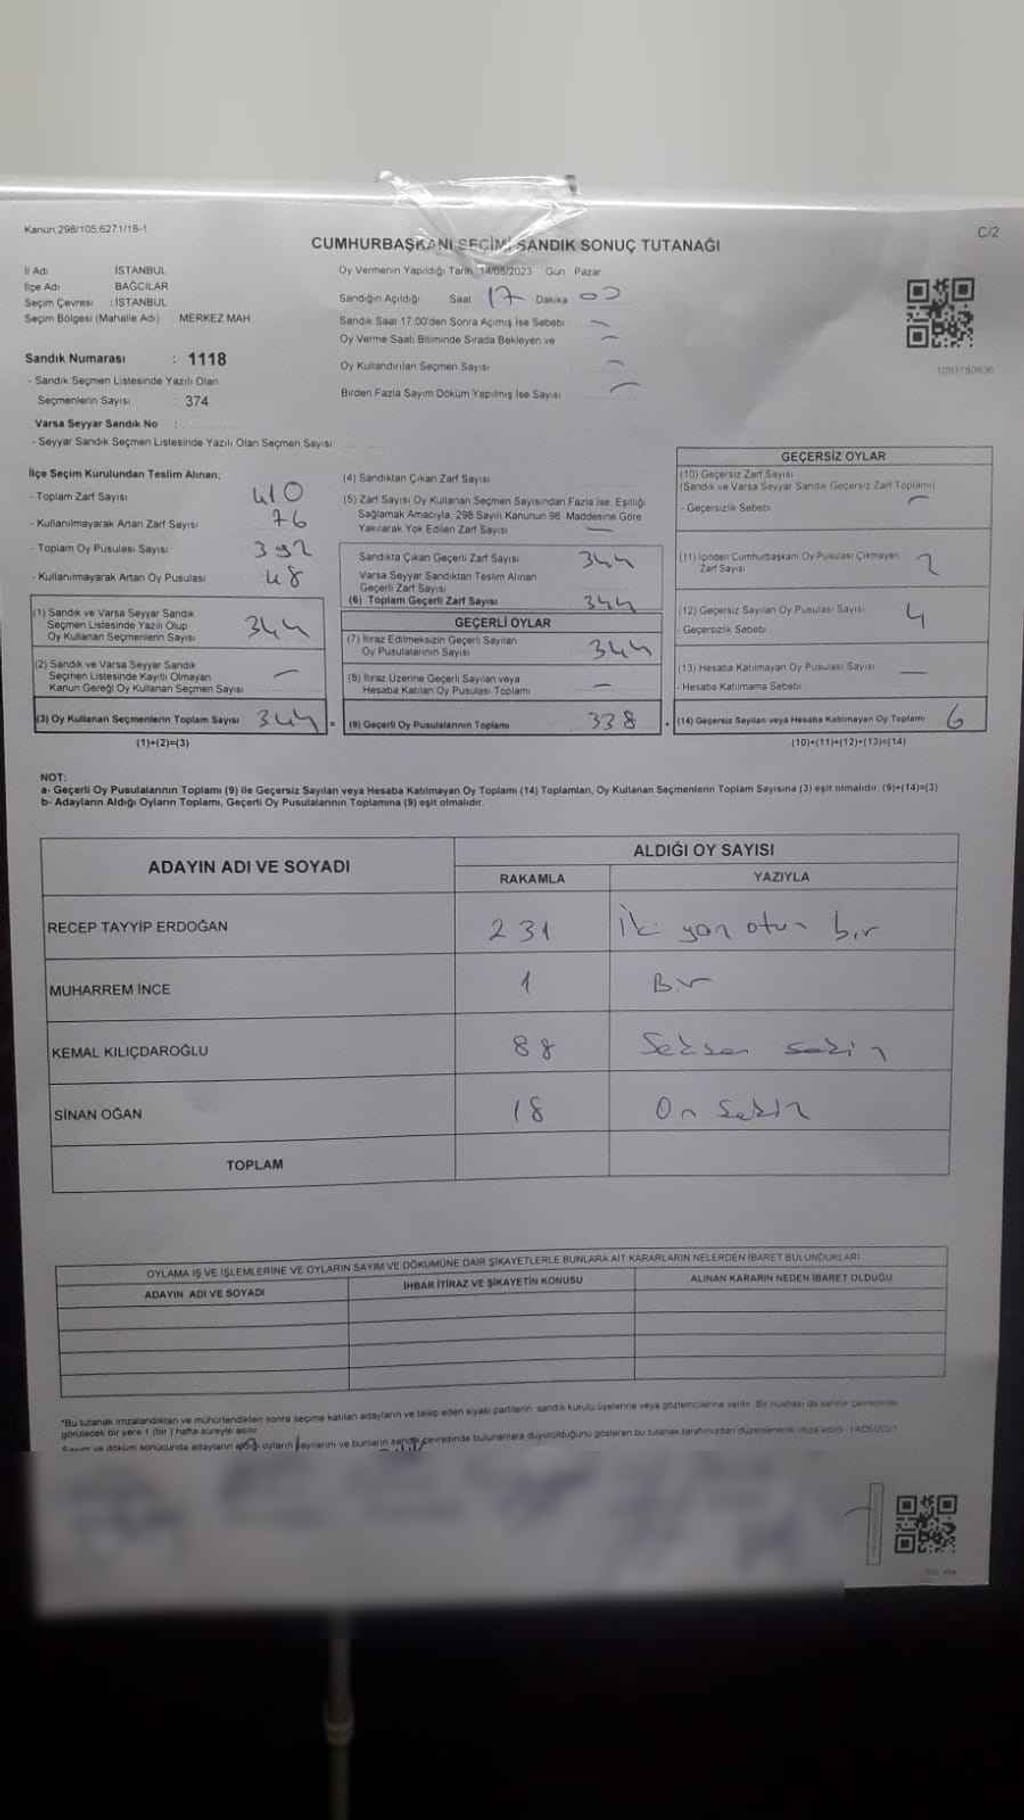 Kanun:298/105,6271/18-1
C/2
CUMHURBAŞKANI SEÇİMİ SANDIK SONUÇ TUTANAĞI
İl Adı İSTANBUL
İlçe Adı BAĞCILAR
Seçim Çevresi : İSTANBUL
Seçim Bölgesi (Mahalle Adı) MERKEZ MAH
Oy Vermenin Yapıldığı Tarih 14/05/2023 Gün Pazar
Sandığın Açıldığı Saat 17 Dakika 00
Sandık Saat 17:00'den Sonra Açılmış İse Sebebi —
Oy Verme Saati Bitiminde Sırada Bekleyen ve —
Oy Kullandırılan Seçmen Sayısı —
Birden Fazla Sayım Döküm Yapılmış İse Sayısı —
Sandık Numarası : 1118
- Sandık Seçmen Listesinde Yazılı Olan
Seçmenlerin Sayısı : 374
Varsa Seyyar Sandık No :
- Seyyar Sandık Seçmen Listesinde Yazılı Olan Seçmen Sayısı
İlçe Seçim Kurulundan Teslim Alınan;
- Toplam Zarf Sayısı 410
- Kullanılmayarak Artan Zarf Sayısı 76
- Toplam Oy Pusulası Sayısı 392
- Kullanılmayarak Artan Oy Pusulası 48
(1) Sandık ve Varsa Seyyar Sandık
Seçmen Listesinde Yazılı Olup
Oy Kullanan Seçmenlerin Sayısı 344
(2) Sandık ve Varsa Seyyar Sandık
Seçmen Listesinde Kayıtlı Olmayan
Kanun Gereği Oy Kullanan Seçmen Sayısı —
(3) Oy Kullanan Seçmenlerin Toplam Sayısı 344
(1)+(2)=(3)
(4) Sandıktan Çıkan Zarf Sayısı
(5) Zarf Sayısı Oy Kullanan Seçmen Sayısından Fazla İse, Eşitliği
Sağlamak Amacıyla, 298 Sayılı Kanunun 98. Maddesine Göre
Yakılarak Yok Edilen Zarf Sayısı —
Sandıkta Çıkan Geçerli Zarf Sayısı 344
Varsa Seyyar Sandıktan Teslim Alınan
Geçerli Zarf Sayısı
(6) Toplam Geçerli Zarf Sayısı 344
GEÇERLİ OYLAR
(7) İtiraz Edilmeksizin Geçerli Sayılan
Oy Pusulalarının Sayısı 344
(8) İtiraz Üzerine Geçerli Sayılan veya
Hesaba Katılan Oy Pusulası Toplamı —
(9) Geçerli Oy Pusulalarının Toplamı 338
GEÇERSİZ OYLAR
(10) Geçersiz Zarf Sayısı
(Sandık ve Varsa Seyyar Sandık Geçersiz Zarf Toplamı) —
- Geçersizlik Sebebi
(11) İçinden Cumhurbaşkanı Oy Pusulası Çıkmayan
Zarf Sayısı 2
(12) Geçersiz Sayılan Oy Pusulası Sayısı 4
- Geçersizlik Sebebi
(13) Hesaba Katılmayan Oy Pusulası Sayısı —
- Hesaba Katılmama Sebebi
(14) Geçersiz Sayılan veya Hesaba Katılmayan Oy Toplamı 6
(10)+(11)+(12)+(13)=(14)
NOT:
a- Geçerli Oy Pusulalarının Toplamı (9) ile Geçersiz Sayılan veya Hesaba Katılmayan Oy Toplamı (14) Toplamları, Oy Kullanan Seçmenlerin Toplam Sayısına (3) eşit olmalıdır. (9)+(14)=(3)
b- Adayların Aldığı Oyların Toplamı, Geçerli Oy Pusulalarının Toplamına (9) eşit olmalıdır.
ADAYIN ADI VE SOYADI
ALDIĞI OY SAYISI
RAKAMLA YAZIYLA
RECEP TAYYİP ERDOĞAN 231 İki yüz otuz bir
MUHARREM İNCE 1 Bir
KEMAL KILIÇDAROĞLU 88 Seksen sekiz
SİNAN OĞAN 18 On sekiz
TOPLAM
OYLAMA İŞ VE İŞLEMLERİNE VE OYLARIN SAYIM VE DÖKÜMÜNE DAİR ŞİKAYETLERLE BUNLARA AİT KARARLARIN NELERDEN İBARET BULUNDUKLARI
ADAYIN ADI VE SOYADI İHBAR İTİRAZ VE ŞİKAYETİN KONUSU ALINAN KARARIN NEDEN İBARET OLDUĞU
*Bu tutanak imzalandıktan ve mühürlendikten sonra seçime katılan adayların ve talep eden siyasi partilerin sandık kurulu üyelerine veya gözlemcilerine verilir. Bir nüshası da sandık çevresinde
görülecek bir yere 1 (bir) hafta süreyle asılır.
Sayım ve döküm sonucunda adayların aldığı oyların sayılarını ve bunların sandık çevresinde bulunanlara duyurulduğunu gösteren bu tutanak tarafımızdan düzenlenerek